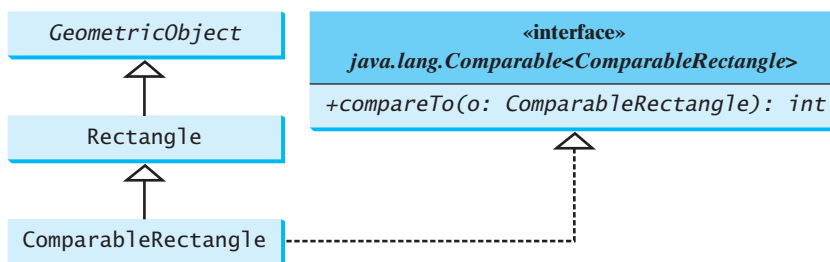 GeometricObject
Rectangle
ComparableRectangle
«interface»
java.lang.Comparable<ComparableRectangle>
+compareTo(o: ComparableRectangle): int